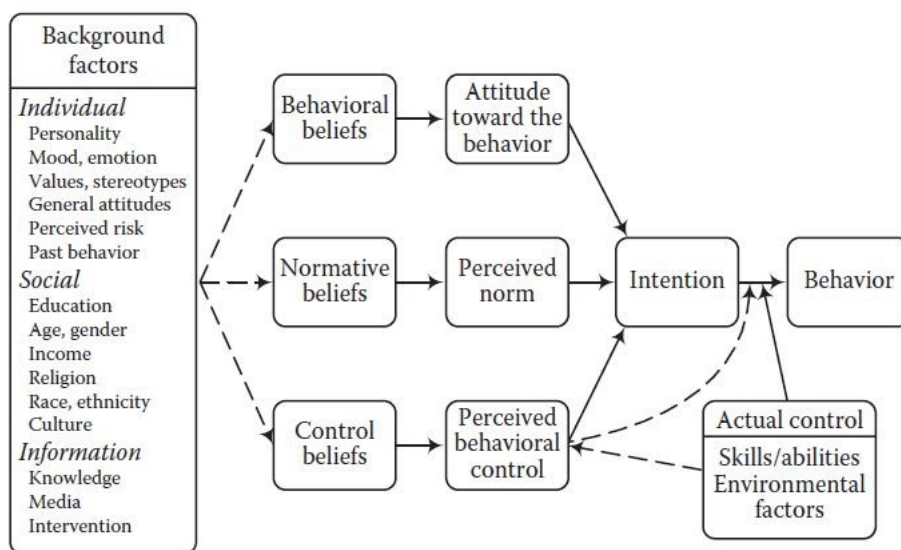 Background
factors
Individual
Personality
Mood, emotion
Values, stereotypes
General attitudes
Perceived risk
Past behavior
Social
Education
Age, gender
Income
Religion
Race, ethnicity
Culture
Information
Knowledge
Media
Intervention
Behavioral
beliefs
Attitude
toward the
behavior
Normative
beliefs
Perceived
norm
Intention
Behavior
Control
beliefs
Perceived
behavioral
control
Actual control
Skills/abilities
Environmental
factors